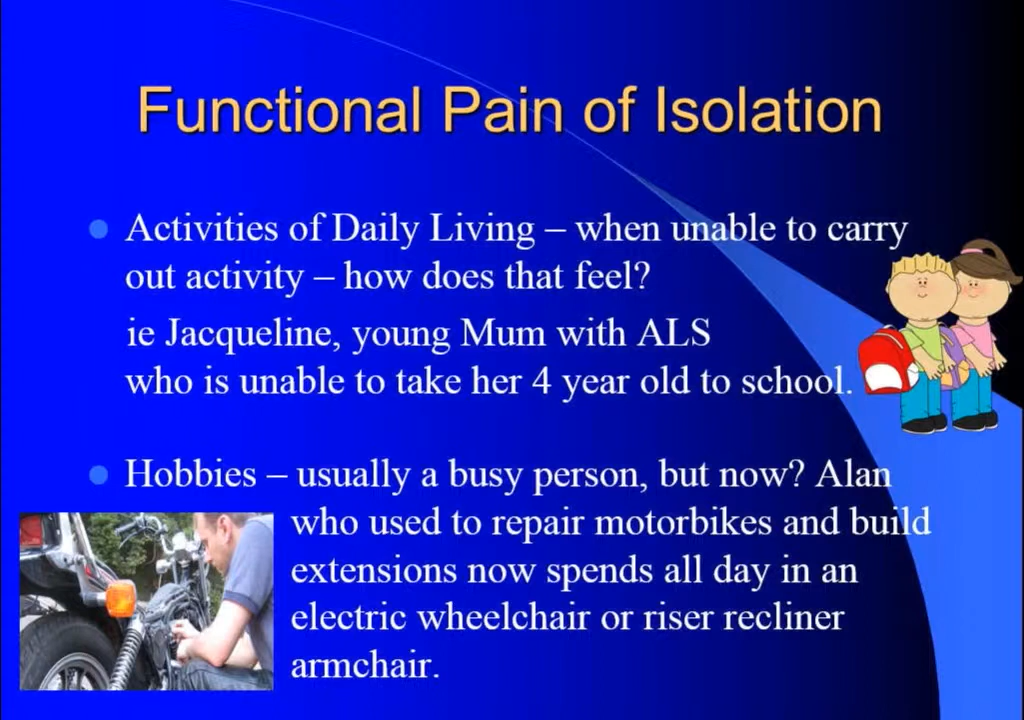 Functional Pain of Isolation
Activities of Daily Living – when unable to carry
out activity – how does that feel?
ie Jacqueline, young Mum with ALS
who is unable to take her 4 year old to school.
Hobbies – usually a busy person, but now? Alan
who used to repair motorbikes and build
extensions now spends all day in an
electric wheelchair or riser recliner
armchair.